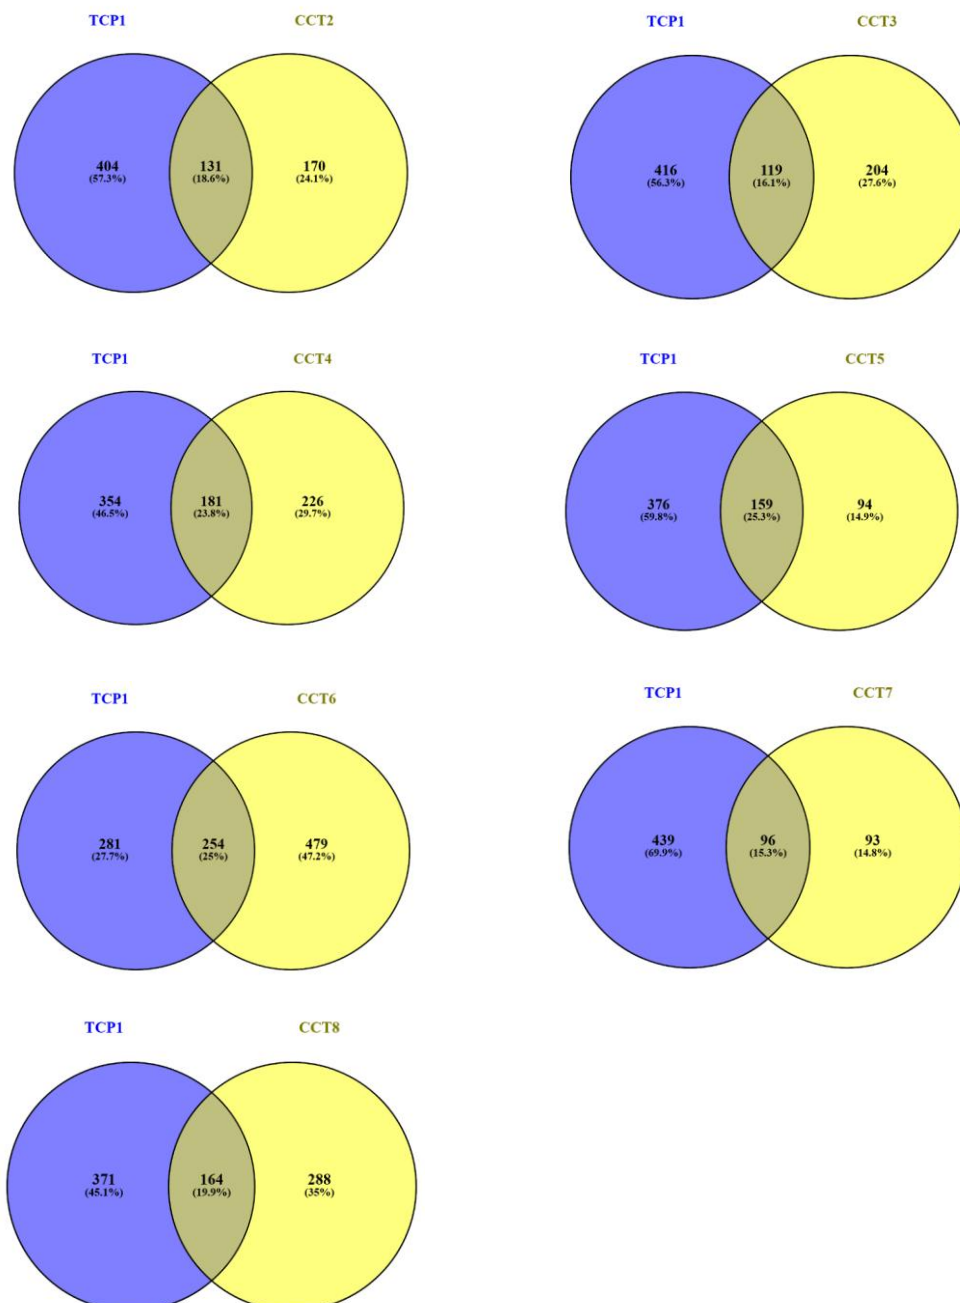 TCP1 CCT2
404 131 170
(57.3%) (18.6%) (24.1%)
TCP1 CCT3
416 119 204
(56.3%) (16.1%) (27.6%)
TCP1 CCT4
354 181 226
(46.5%) (23.8%) (29.7%)
TCP1 CCT5
376 159 94
(59.8%) (25.3%) (14.9%)
TCP1 CCT6
281 254 479
(27.7%) (25%) (47.2%)
TCP1 CCT7
439 96 93
(69.9%) (15.3%) (14.8%)
TCP1 CCT8
371 164 288
(45.1%) (19.9%) (35%)